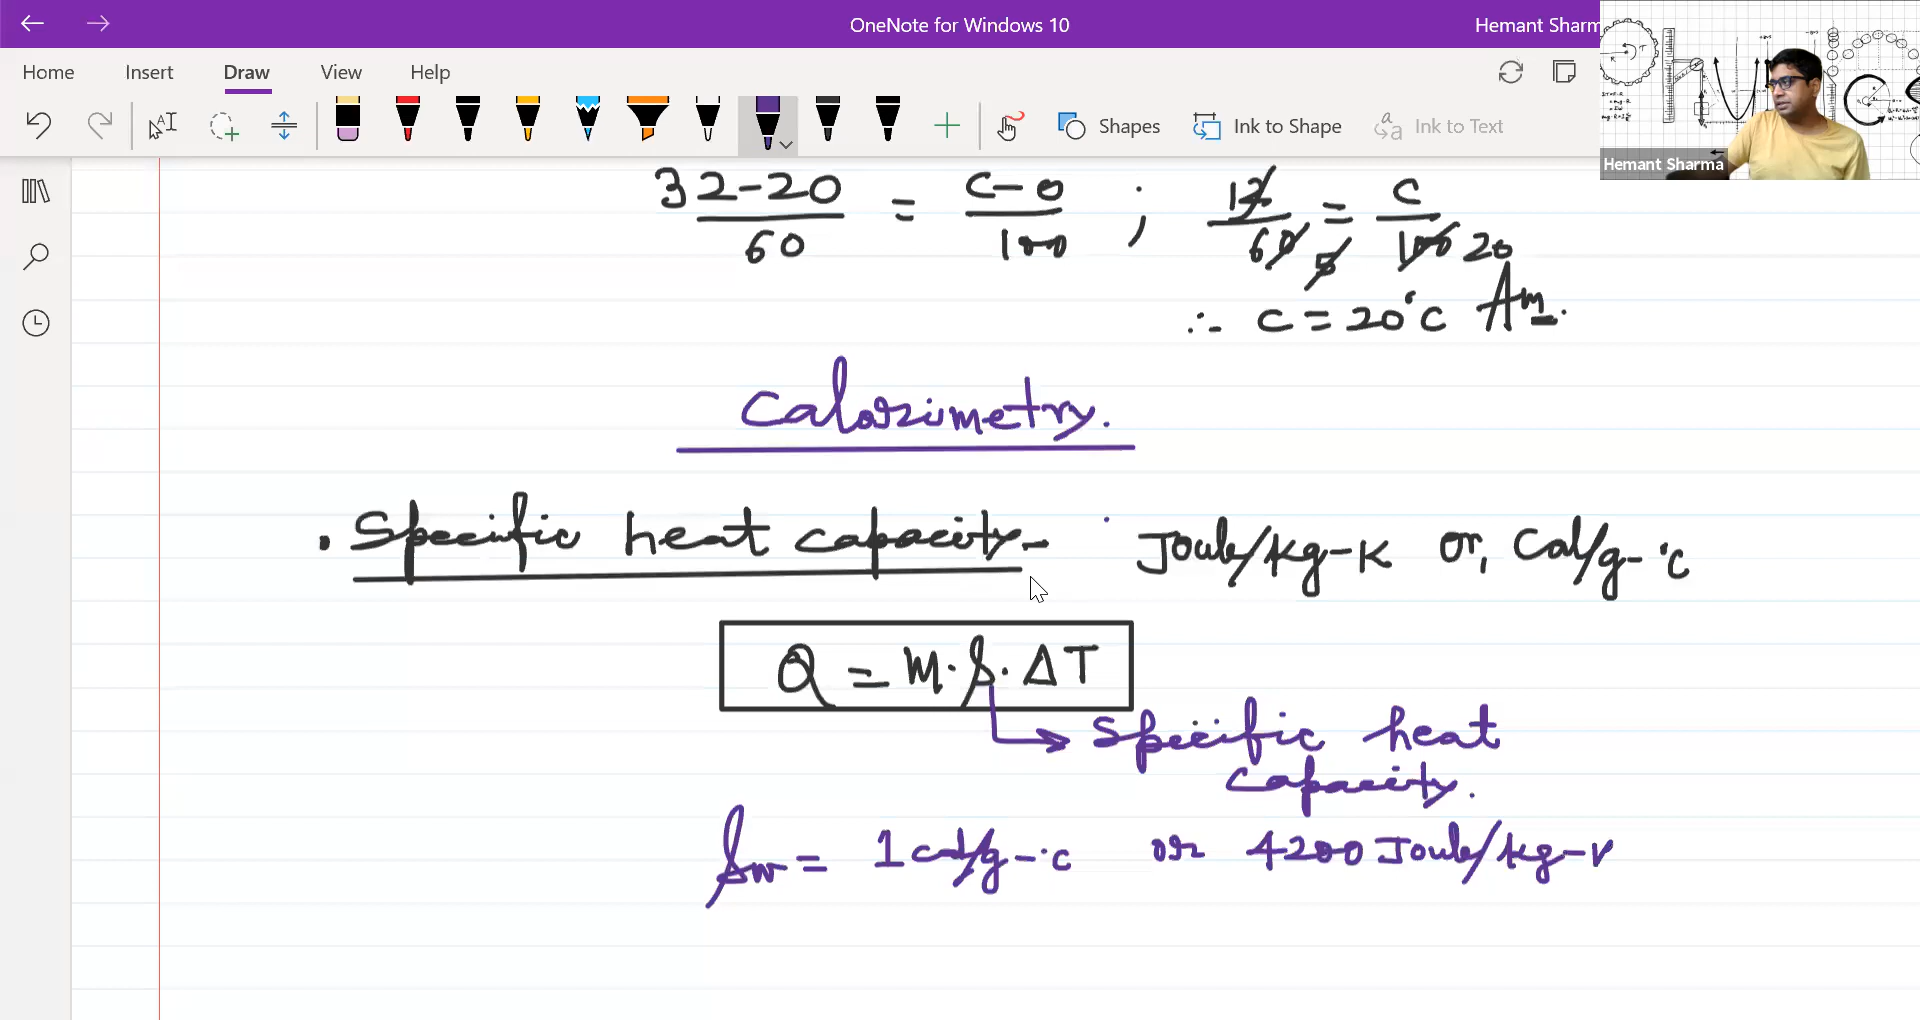 OneNote for Windows 10
Hemant Sharm
Home Insert Draw View Help
Shapes Ink to Shape Ink to Text
Hemant Sharma
32-20/60 = C-0/100 ; 12/60 5 = C/100 20
∴ C = 20°C Ans.
Calorimetry.
• Specific heat capacity - Joule/kg-K or, Cal/g-°C
Q = M·S·ΔT
→ Specific heat
capacity.
Sw = 1 cal/g-°C or 4200 Joule/kg-K